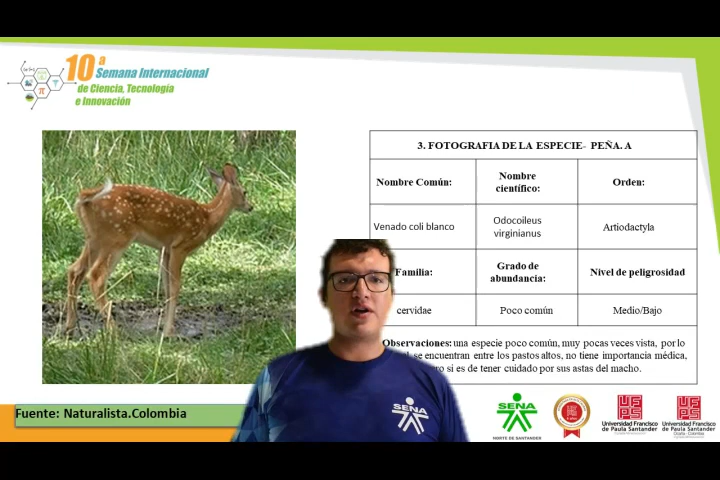 10ª
Semana Internacional
de Ciencia, Tecnología
e Innovación
3. FOTOGRAFIA DE LA ESPECIE- PEÑA. A
Nombre Común:
Nombre
científico:
Orden:
Venado coli blanco
Odocoileus
virginianus
Artiodactyla
Familia:
Grado de
abundancia:
Nivel de peligrosidad
cervidae
Poco común
Medio/Bajo
Observaciones: una especie poco común, muy pocas veces vista, por lo
se encuentran entre los pastos altos, no tiene importancia médica,
si es de tener cuidado por sus astas del macho.
Fuente: Naturalista.Colombia
SENA
SENA
NORTE DE SANTANDER
UFPS
Universidad Francisco
de Paula Santander
UFPS
Universidad Francisco
de Paula Santander
Ocaña - Colombia